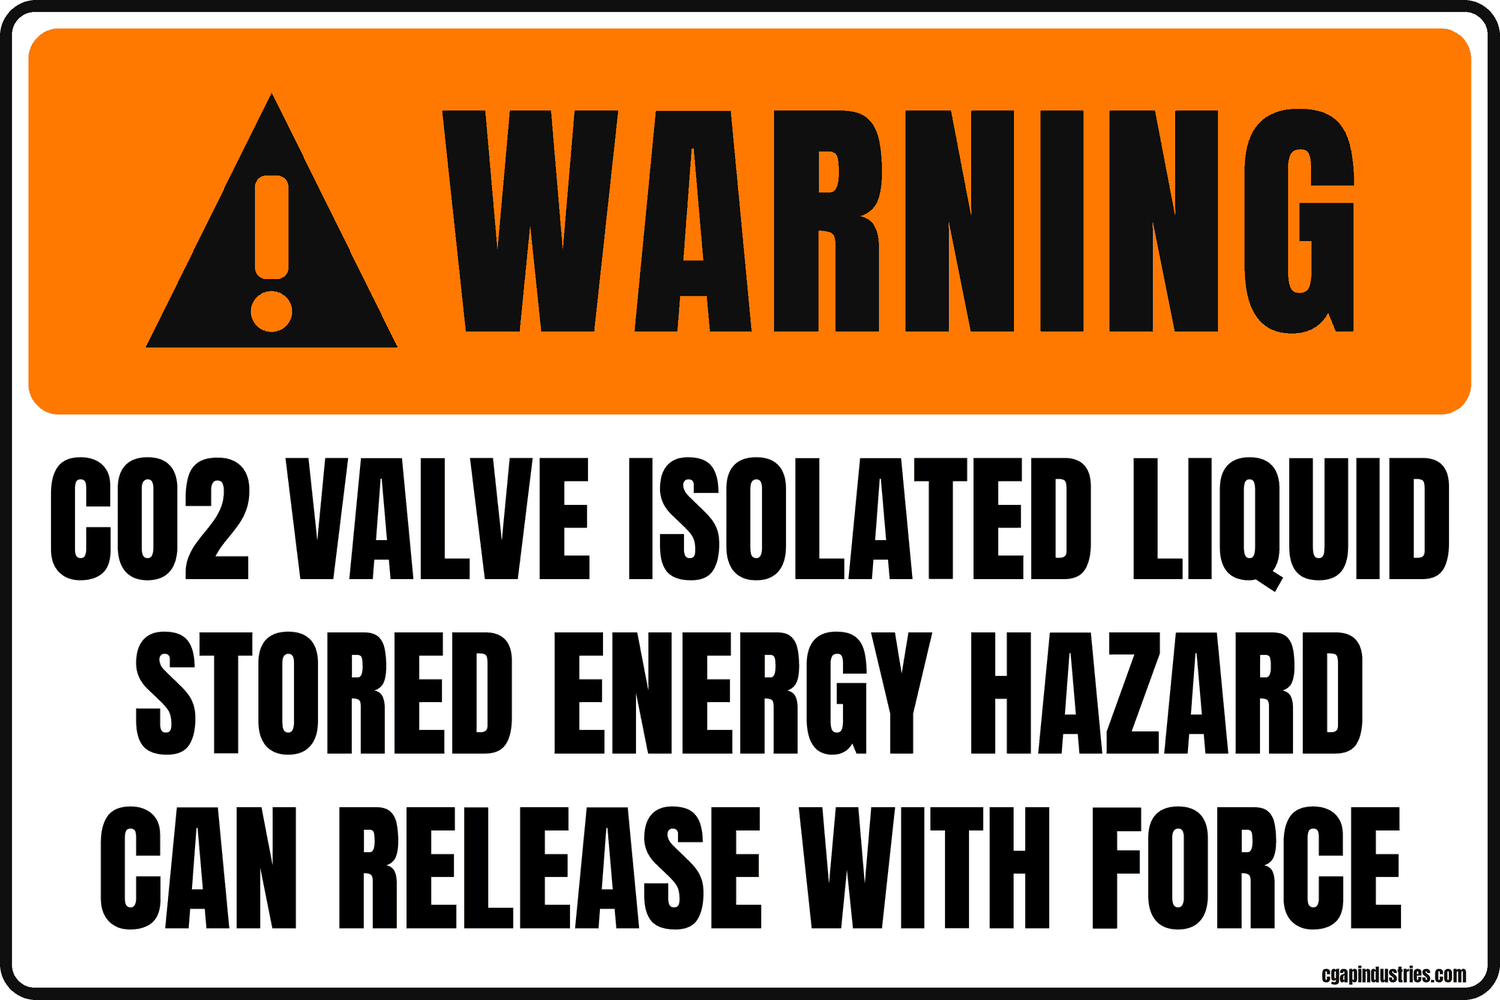 WARNING
CO2 VALVE ISOLATED LIQUID
STORED ENERGY HAZARD
CAN RELEASE WITH FORCE
cgapindustries.com